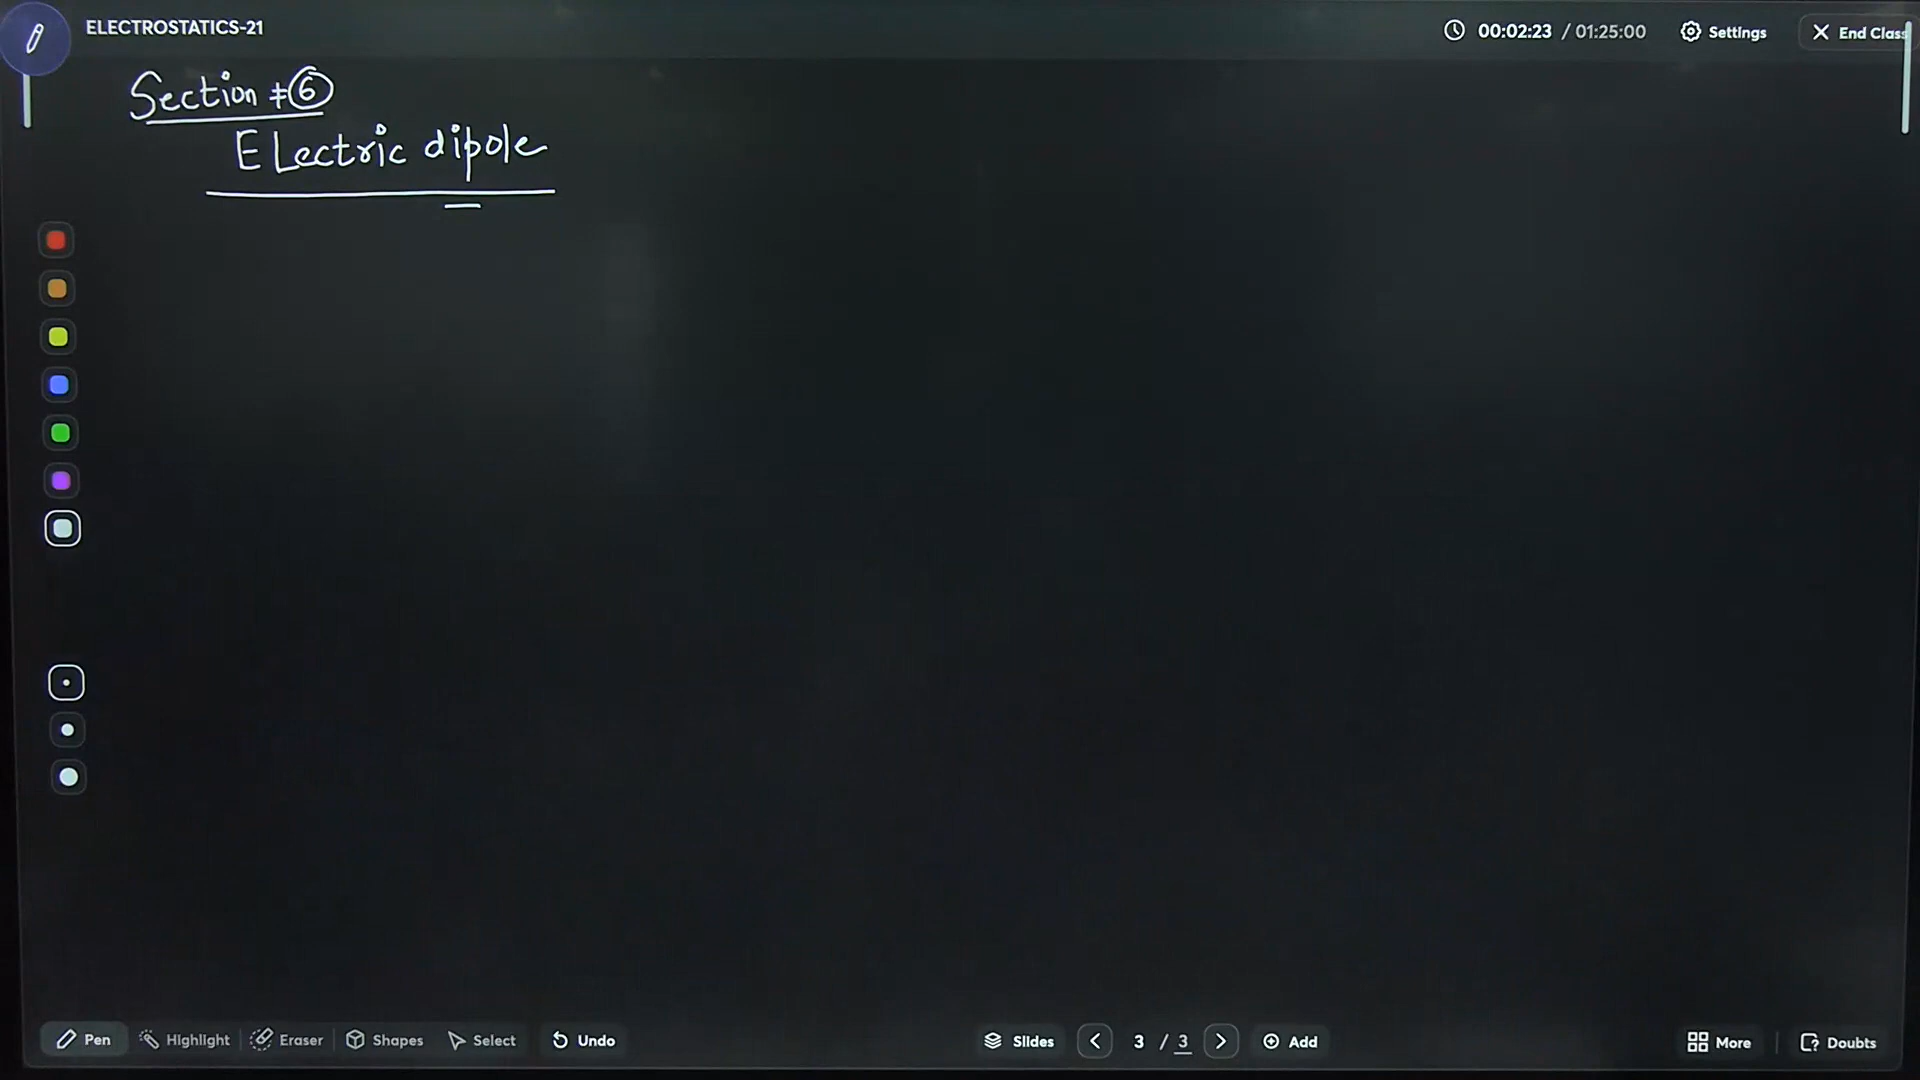 ELECTROSTATICS-21
00:02:23 / 01:25:00
Settings
End Class
Section #6
Electric dipole
Pen
Highlight
Eraser
Shapes
Select
Undo
Slides
3 / 3
Add
More
Doubts